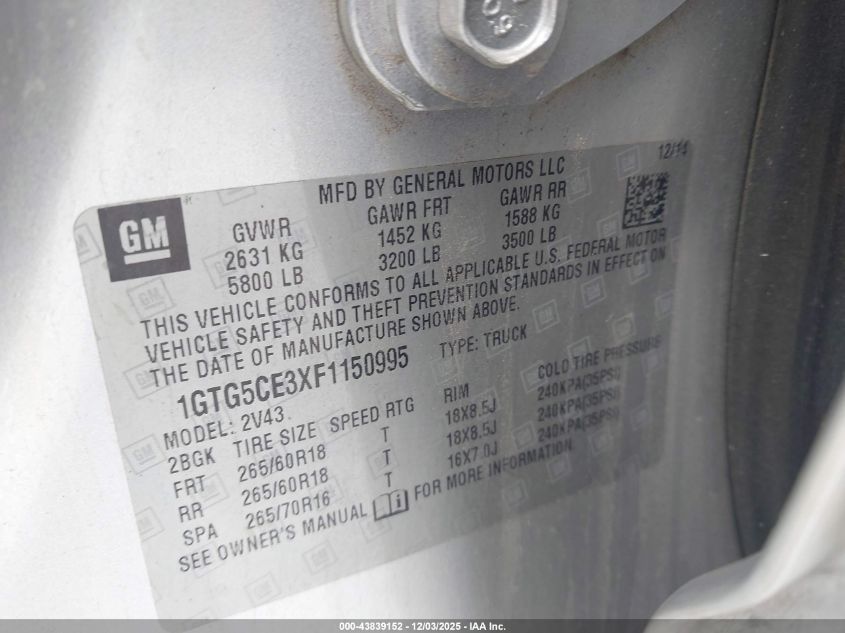 12/14
MFD BY GENERAL MOTORS LLC
GM
GVWR GAWR FRT GAWR RR
2631 KG 1452 KG 1588 KG
5800 LB 3200 LB 3500 LB
THIS VEHICLE CONFORMS TO ALL APPLICABLE U.S. FEDERAL MOTOR
VEHICLE SAFETY AND THEFT PREVENTION STANDARDS IN EFFECT ON
THE DATE OF MANUFACTURE SHOWN ABOVE.
1GTG5CE3XF1150995 TYPE: TRUCK
MODEL: 2V43
2BGK TIRE SIZE SPEED RTG RIM COLD TIRE PRESSURE
FRT 265/60R18 T 18X8.5J 240KPA(35PSI)
RR 265/60R18 T 18X8.5J 240KPA(35PSI)
SPA 265/70R16 T 16X7.0J 240KPA(35PSI)
SEE OWNER'S MANUAL i FOR MORE INFORMATION.
000-43839152 - 12/03/2025 - IAA Inc.